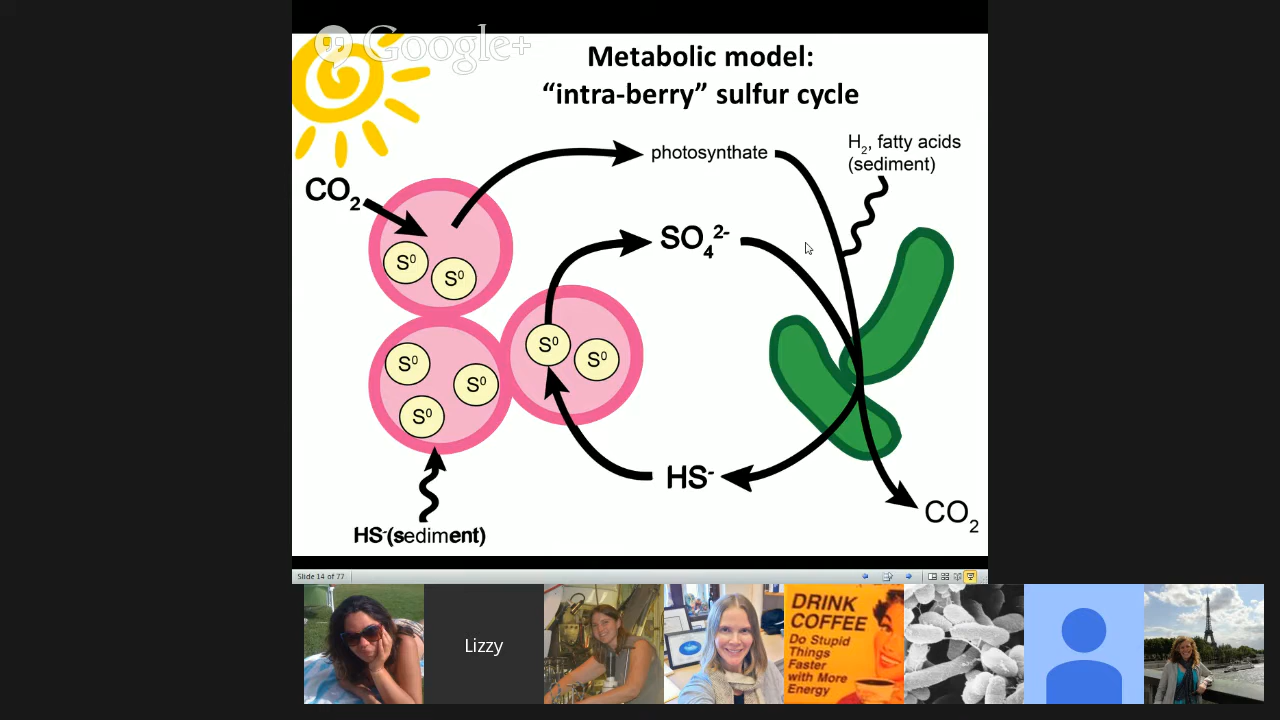 Google+
Metabolic model:
“intra-berry” sulfur cycle
H2, fatty acids
(sediment)
photosynthate
CO2
SO4 2-
S0
S0
S0
S0
S0
S0
S0
HS-
HS-(sediment)
CO2
Slide 14 of 77
Lizzy
DRINK
COFFEE
Do Stupid
Things
Faster
with More
Energy